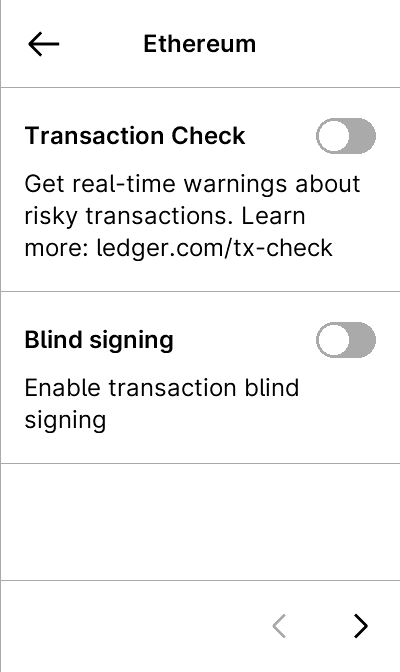 Ethereum
Transaction Check
Get real-time warnings about
risky transactions. Learn
more: ledger.com/tx-check
Blind signing
Enable transaction blind
signing